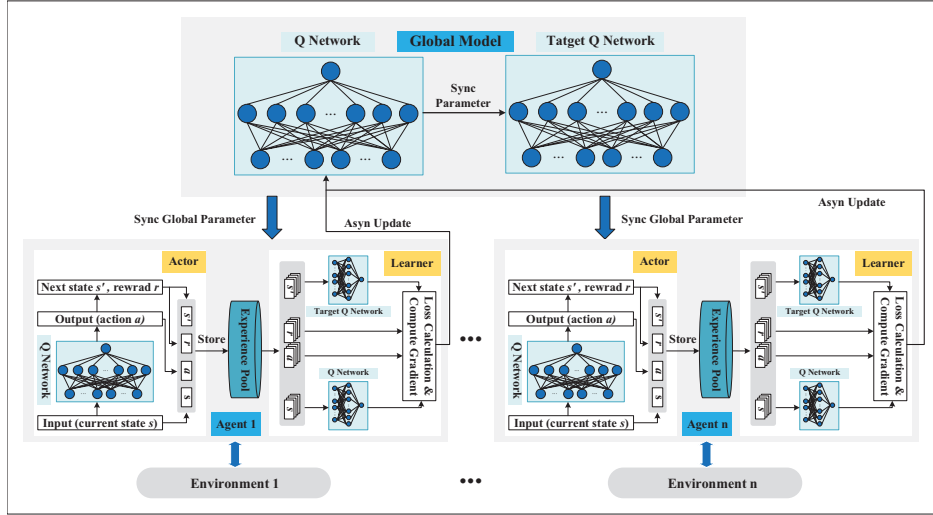 Q Network
Global Model
Tatget Q Network
Sync
Parameter
...
...
...
...
...
...
Sync Global Parameter
Asyn Update
Sync Global Parameter
Asyn Update
Actor
Next state s', rewrad r
Output (action a)
Q Network
...
...
...
Input (current state s)
s'
r
a
s
Store
Experience Pool
Agent 1
Learner
s'
r
a
s
Target Q Network
Q Network
Loss Calculation &
Compute Gradient
•••
Actor
Next state s', rewrad r
Output (action a)
Q Network
...
...
...
Input (current state s)
s'
r
a
s
Store
Experience Pool
Agent n
Learner
s'
r
a
s
Target Q Network
Q Network
Loss Calculation &
Compute Gradient
Environment 1
•••
Environment n